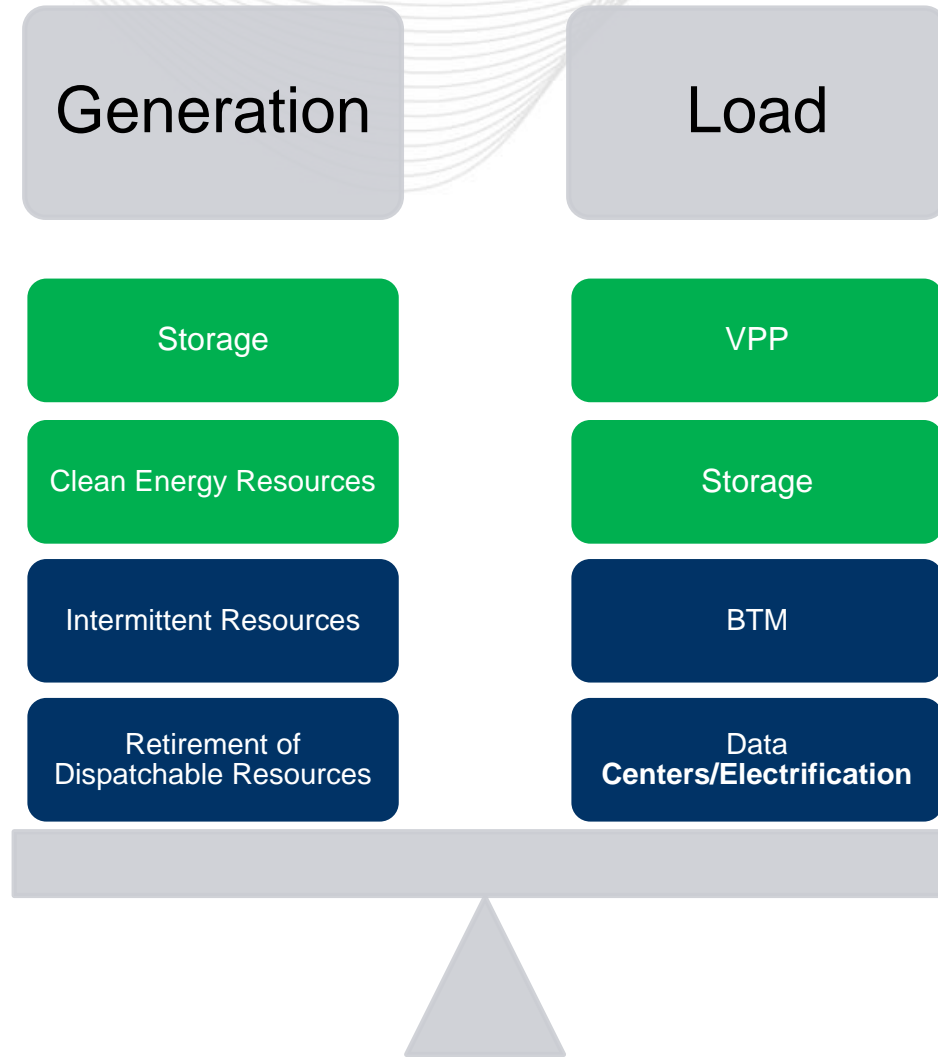 Generation
Load
Storage
VPP
Clean Energy Resources
Storage
Intermittent Resources
BTM
Retirement of
Dispatchable Resources
Data
Centers/Electrification